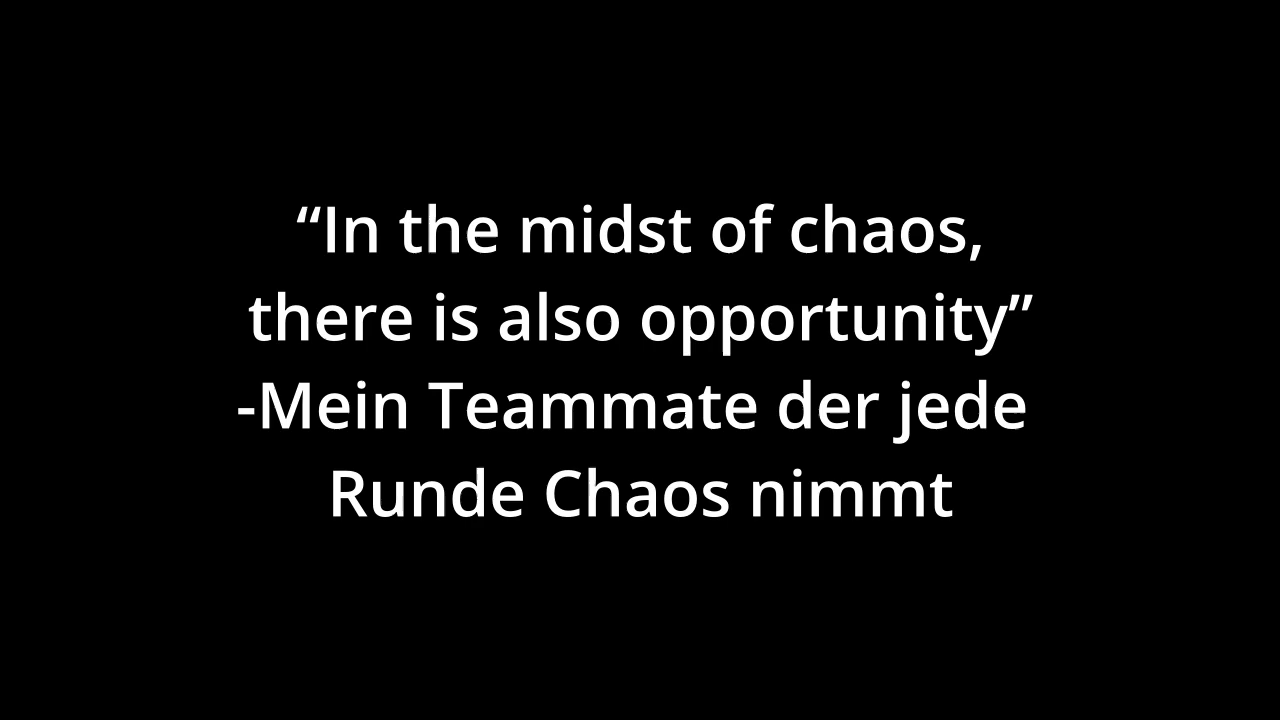 “In the midst of chaos,
there is also opportunity”
-Mein Teammate der jede
Runde Chaos nimmt